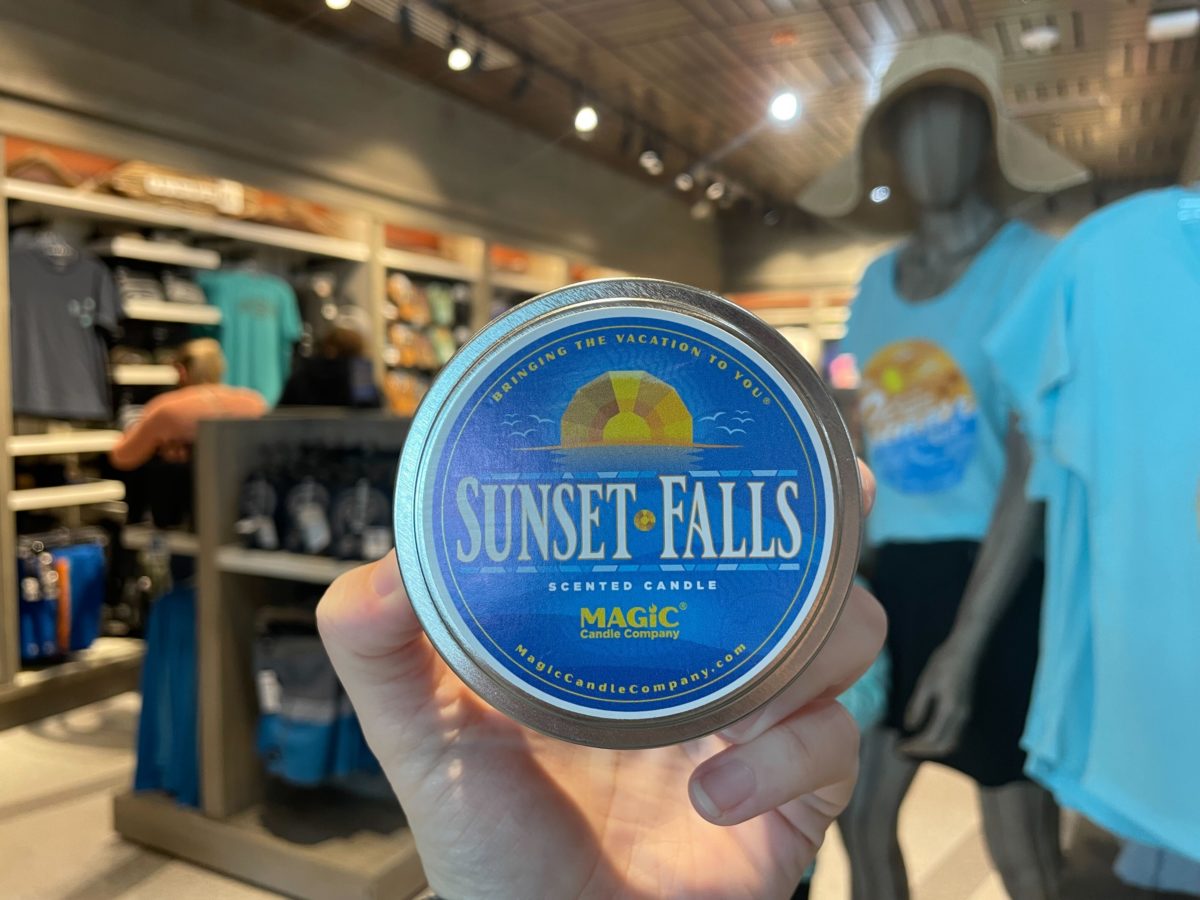 BRINGING THE VACATION TO YOU®
SUNSET FALLS
SCENTED CANDLE
MAGIC®
Candle Company
MagicCandleCompany.com